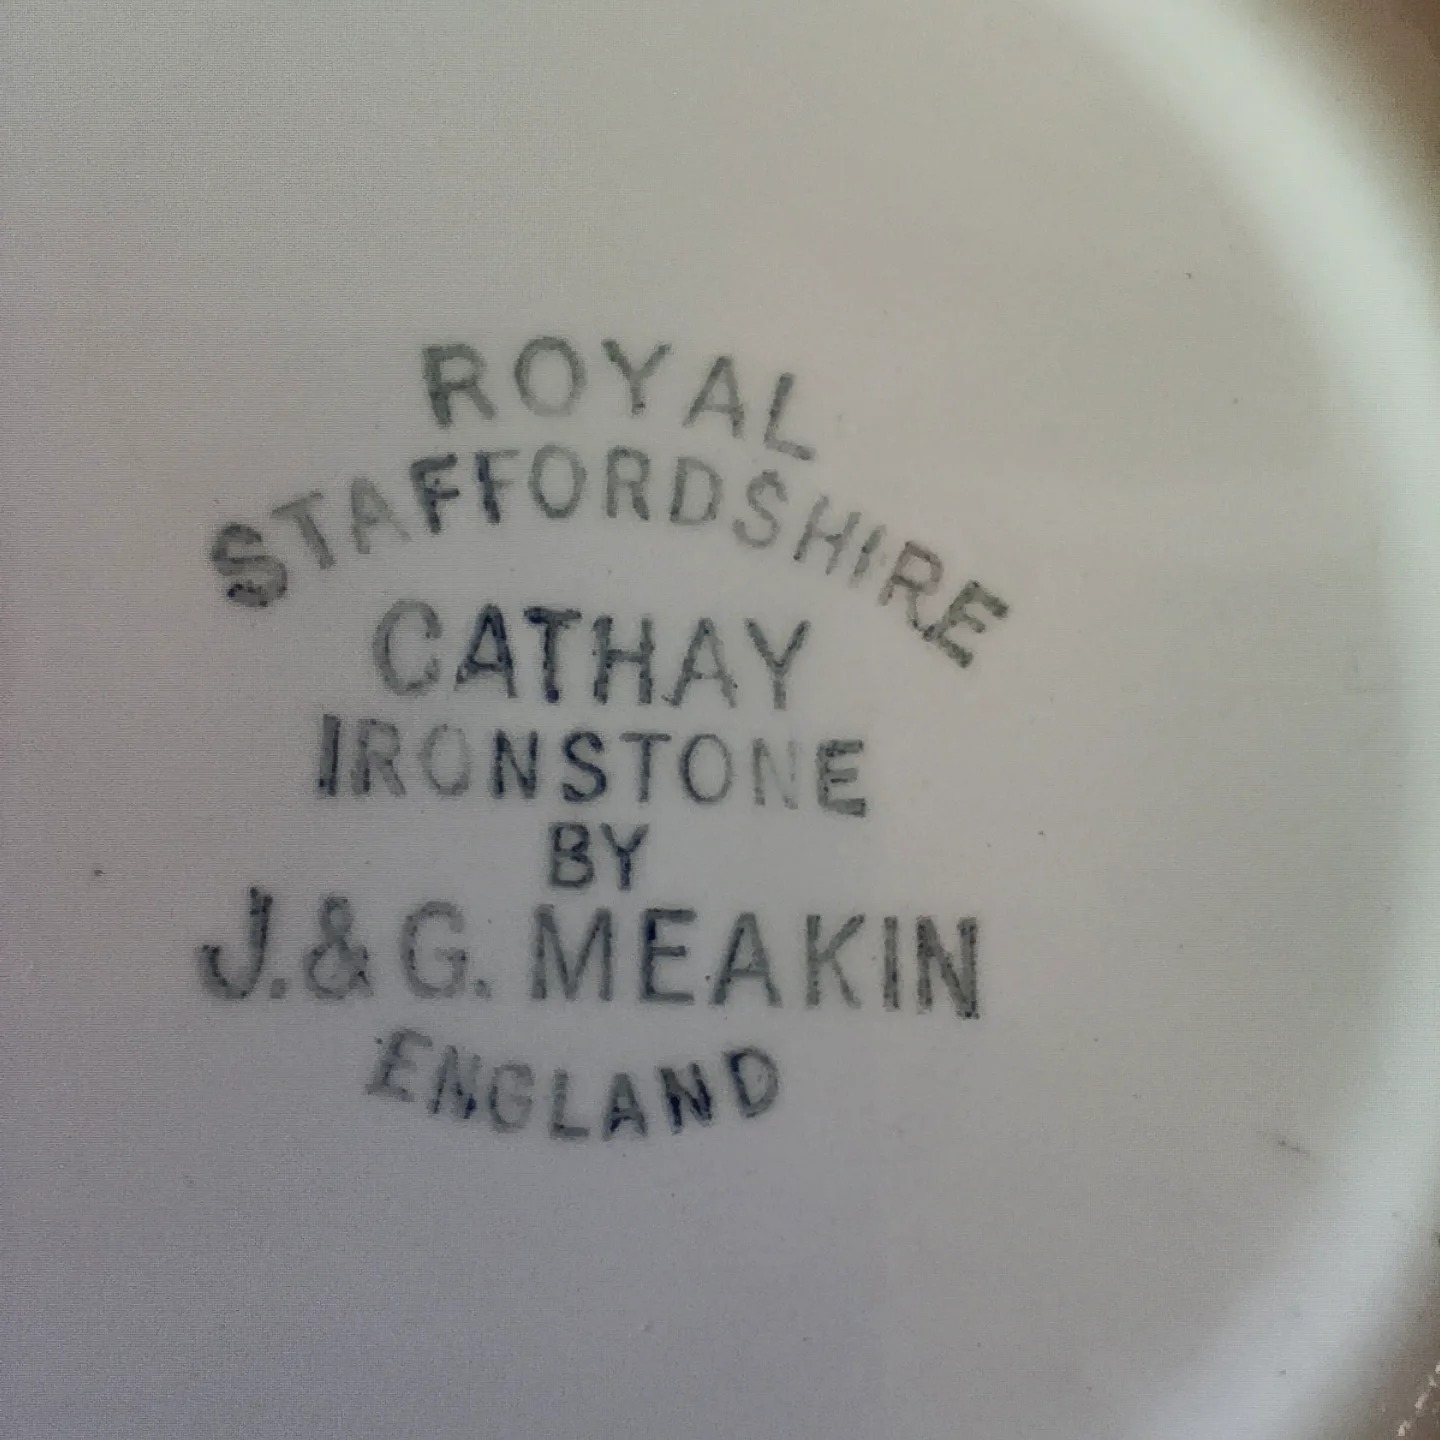 ROYAL
STAFFORDSHIRE
CATHAY
IRONSTONE
BY
J.& G. MEAKIN
ENGLAND